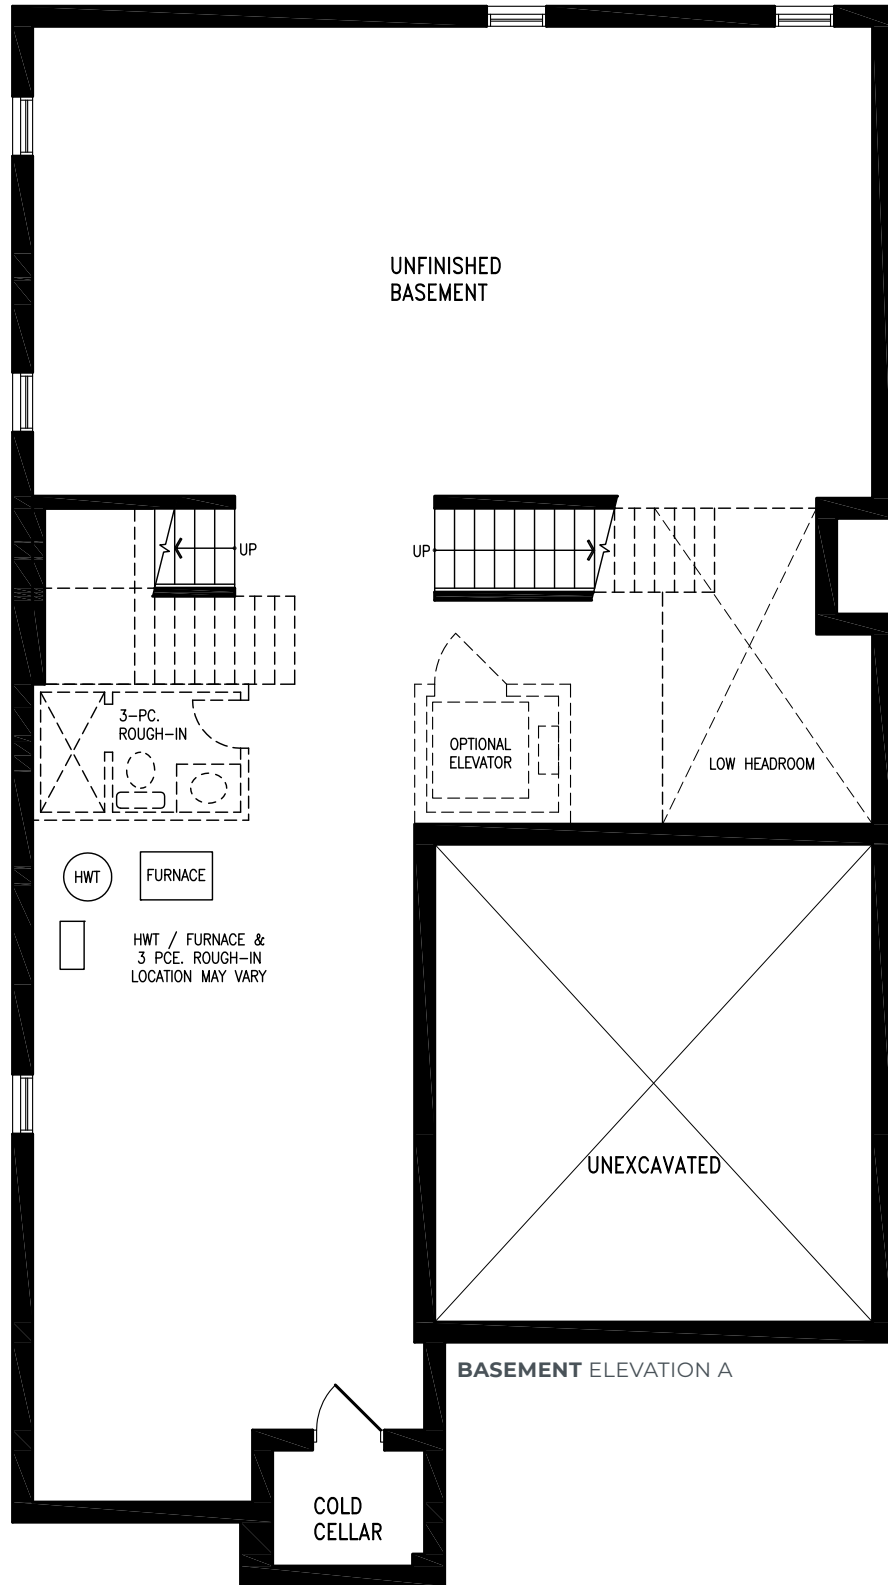 UNFINISHED
BASEMENT
UP
UP
3-PC.
ROUGH-IN
OPTIONAL
ELEVATOR
LOW HEADROOM
HWT
FURNACE
HWT / FURNACE &
3 PCE. ROUGH-IN
LOCATION MAY VARY
UNEXCAVATED
BASEMENT ELEVATION A
COLD
CELLAR